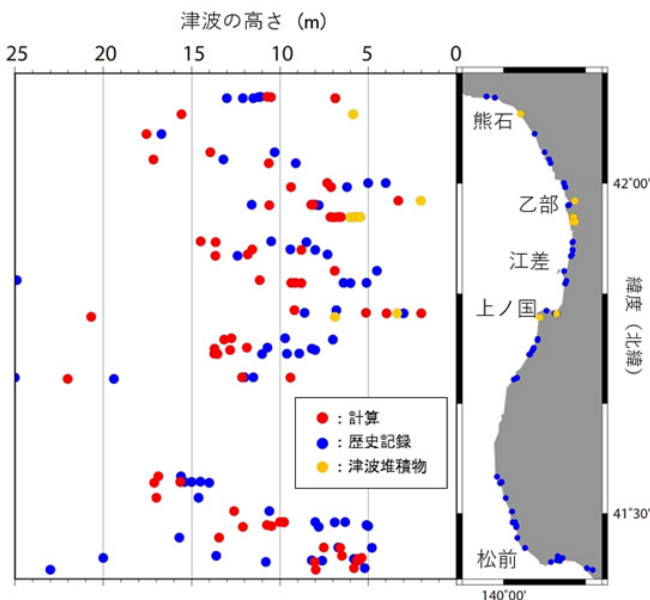 津波の高さ (m)
25 20 15 10 5 0
熊石
42°00'
乙部
江差
緯度（北緯）
上ノ国
：計算
：歴史記録
：津波堆積物
41°30'
松前
140°00'